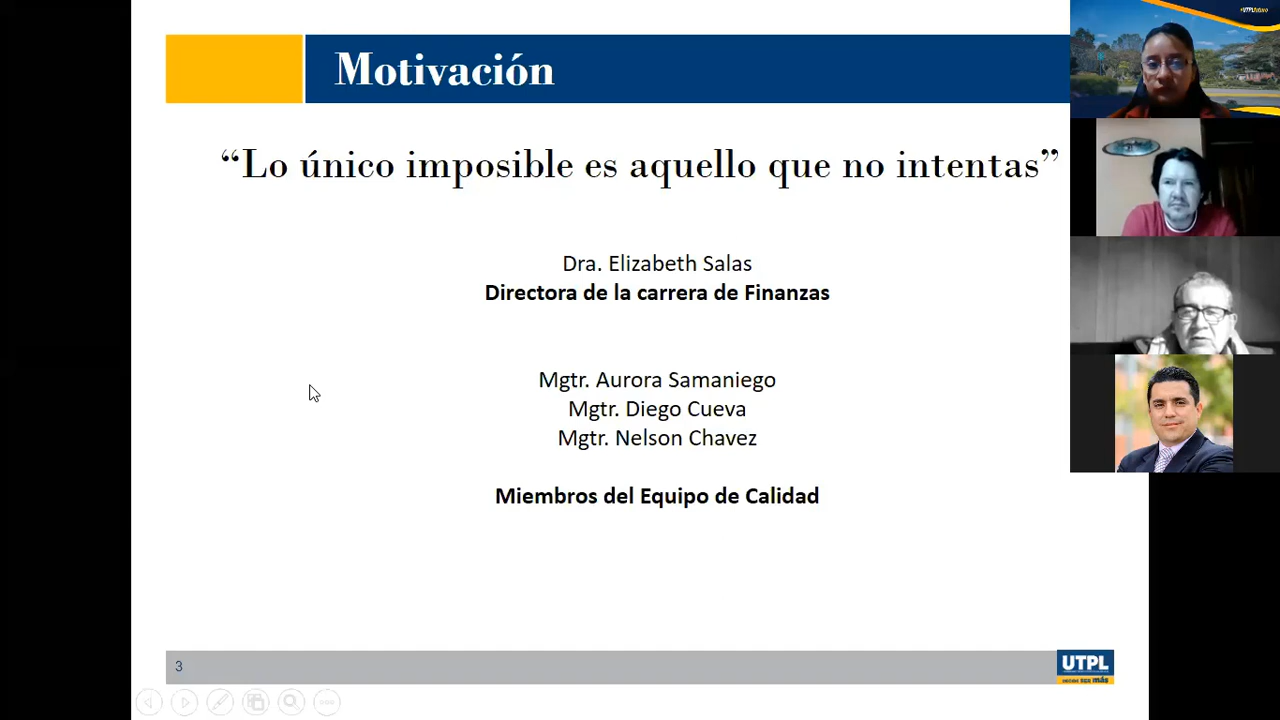 Motivación
“Lo único imposible es aquello que no intentas”
Dra. Elizabeth Salas
Directora de la carrera de Finanzas
Mgtr. Aurora Samaniego
Mgtr. Diego Cueva
Mgtr. Nelson Chavez
Miembros del Equipo de Calidad
3
UTPL